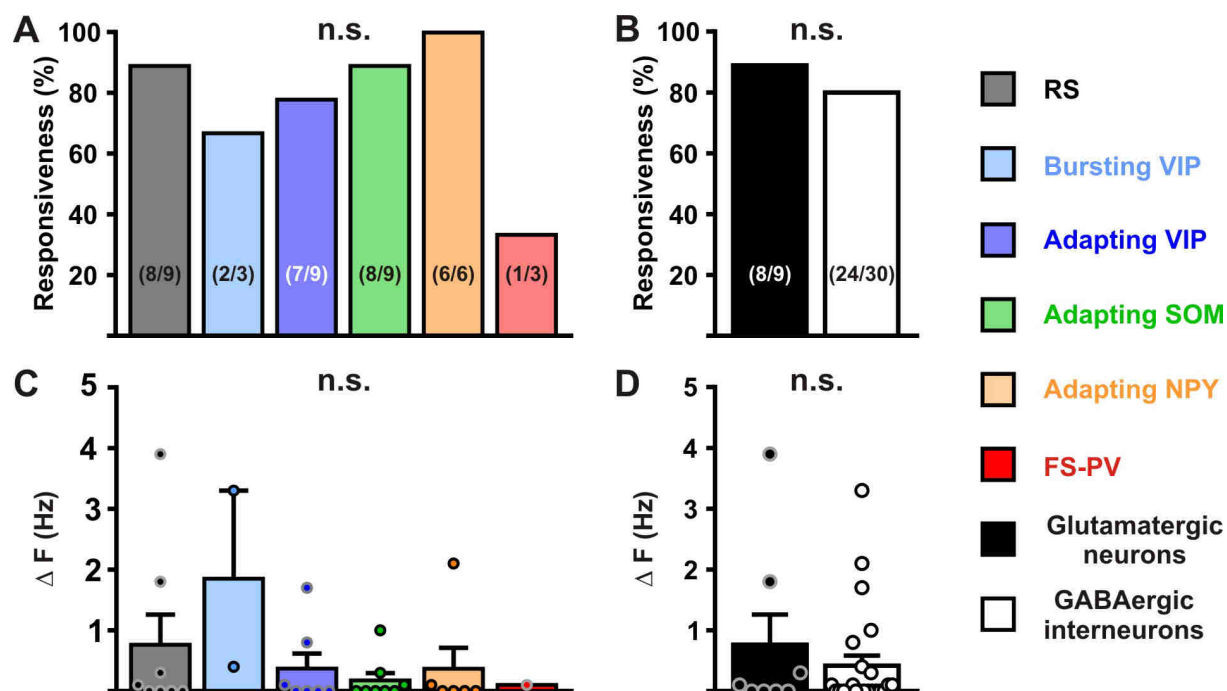 A
n.s.
Responsiveness (%)
100
80
60
40
20
(8/9)
(2/3)
(7/9)
(8/9)
(6/6)
(1/3)
B
n.s.
Responsiveness (%)
100
80
60
40
20
(8/9)
(24/30)
C
n.s.
Δ F (Hz)
5
4
3
2
1
D
n.s.
Δ F (Hz)
5
4
3
2
1
RS
Bursting VIP
Adapting VIP
Adapting SOM
Adapting NPY
FS-PV
Glutamatergic
neurons
GABAergic
interneurons